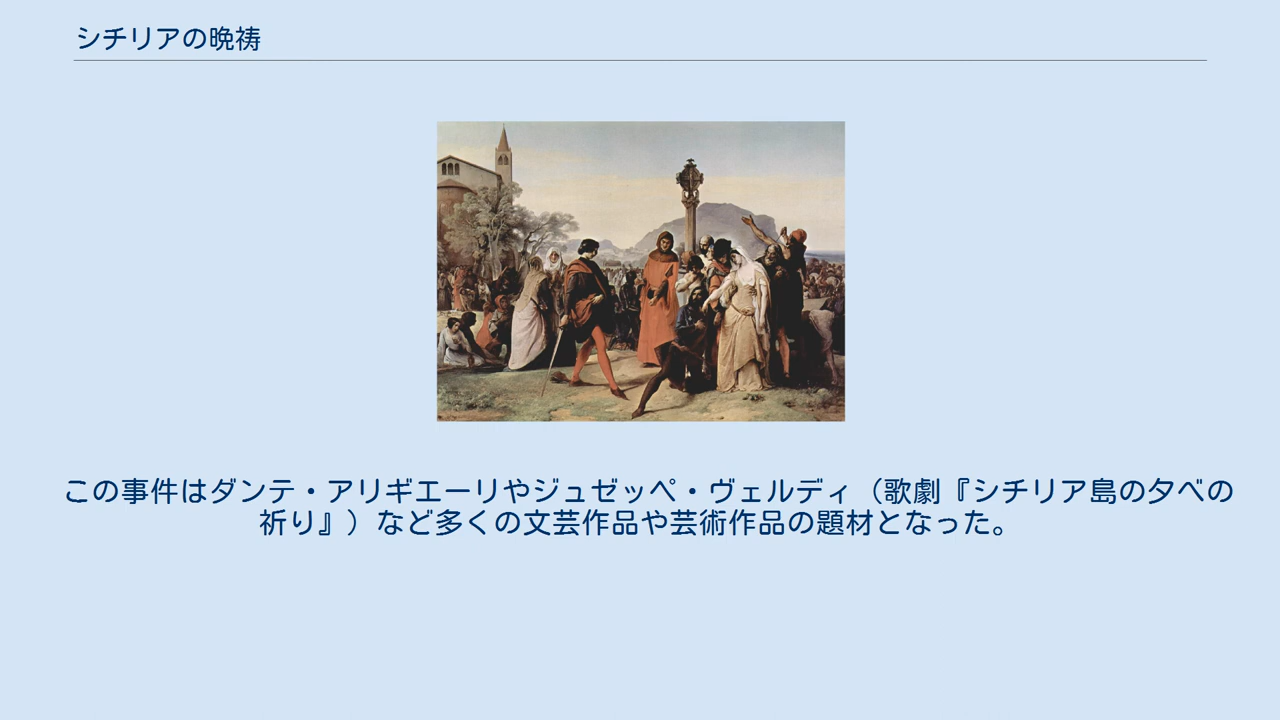 シチリアの晩祷
この事件はダンテ・アリギエーリやジュゼッペ・ヴェルディ（歌劇『シチリア島の夕べの
祈り』）など多くの文芸作品や芸術作品の題材となった。